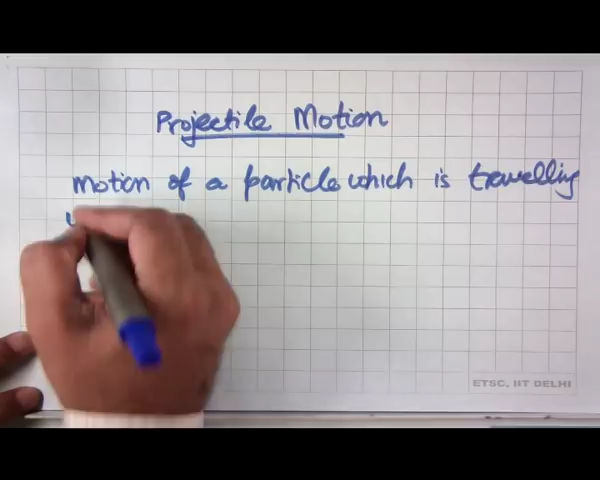 Projectile Motion
motion of a particle which is travelling
ETSC, IIT DELHI